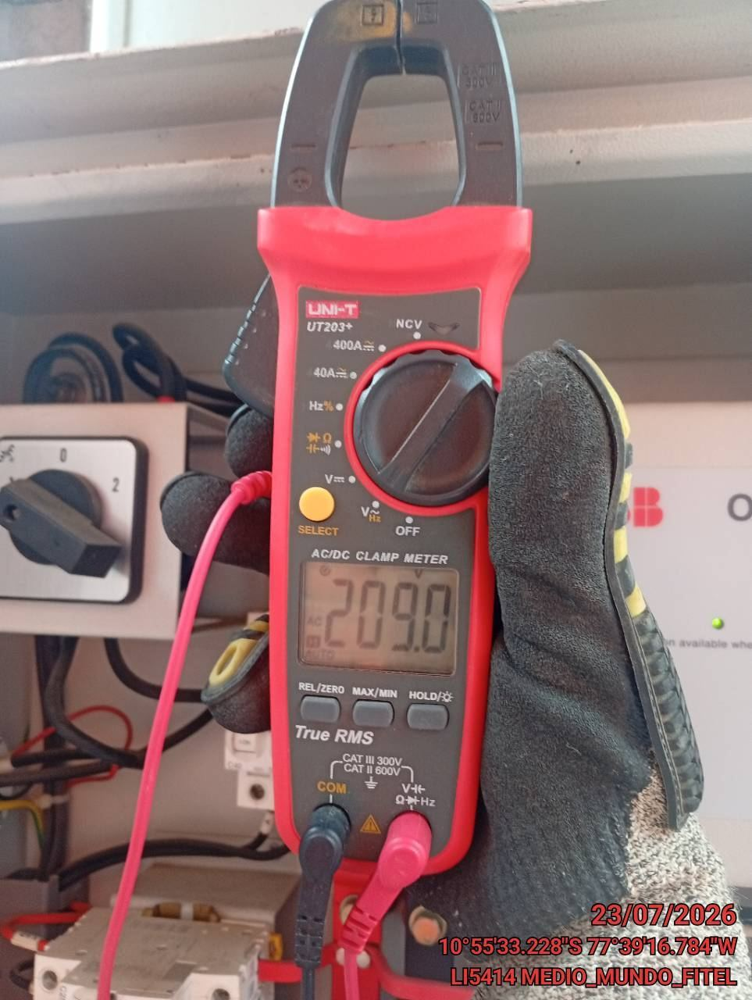 CAT III
300V
CAT II
600V
UNI-T
UT203+
NCV
400A
40A
Hz%
Ω
V
V~
Hz
OFF
SELECT
0
2
AC/DC CLAMP METER
V
209.0
AC
AUTO
on available whe
REL/ZERO MAX/MIN HOLD/
True RMS
CAT III 300V
CAT II 600V
COM
V
Ω Hz
23/07/2026
10°55'33.228"S 77°39'16.784"W
LI5414 MEDIO_MUNDO_FITEL